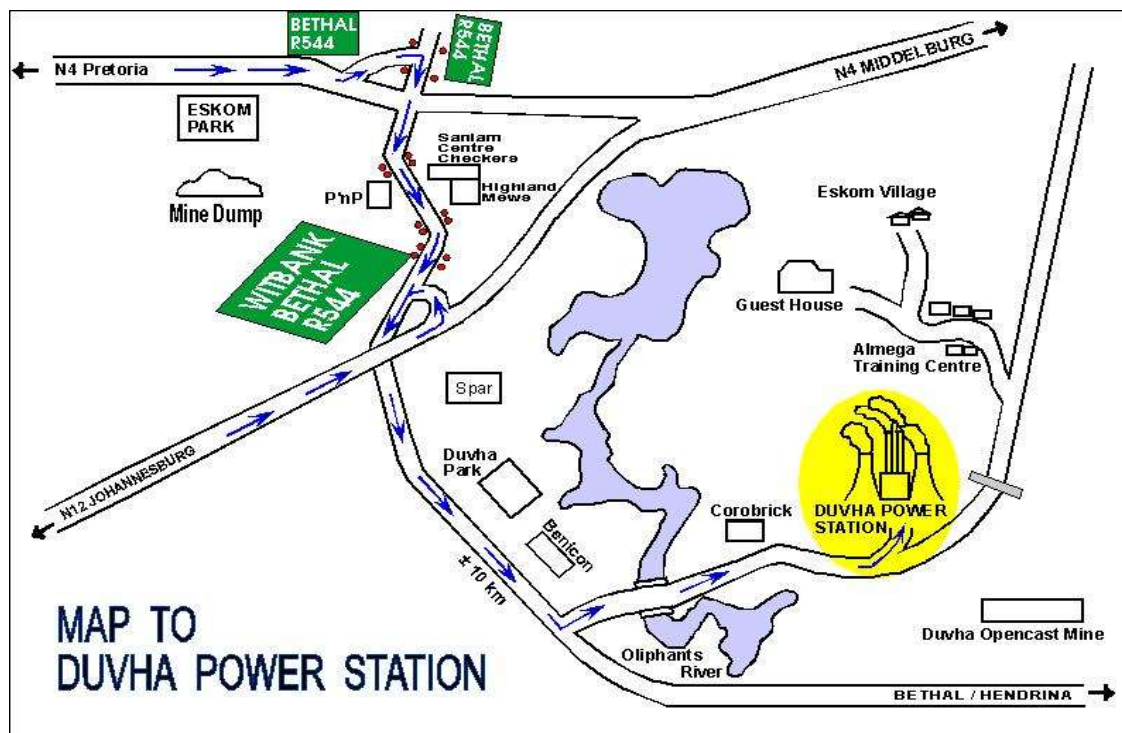 BETHAL
R544
BETHAL
R544
N4 MIDDELBURG
N4 Pretoria
ESKOM
PARK
Sanlam
Centre
Checkers
P'nP
Highland
Mews
Mine Dump
Eskom Village
WITBANK
BETHAL
R544
Guest House
Almega
Training Centre
Spar
Duvha
Park
N12 JOHANNESBURG
Corobrick
DUVHA POWER
STATION
Benicon
± 10 km
MAP TO
DUVHA POWER STATION
Duvha Opencast Mine
Oliphants
River
BETHAL / HENDRINA